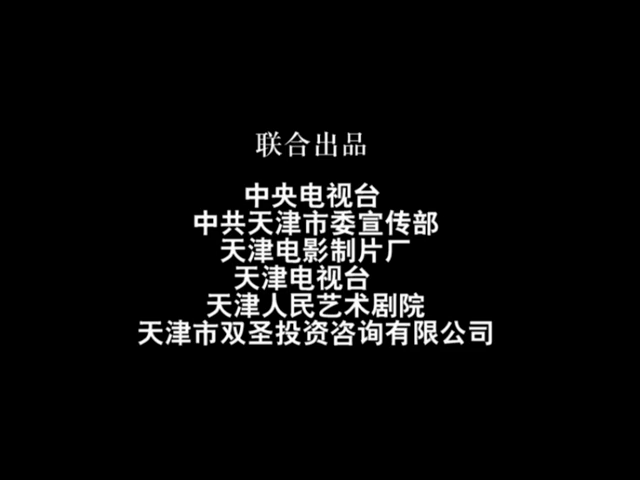 联合出品
中央电视台
中共天津市委宣传部
天津电影制片厂
天津电视台
天津人民艺术剧院
天津市双圣投资咨询有限公司